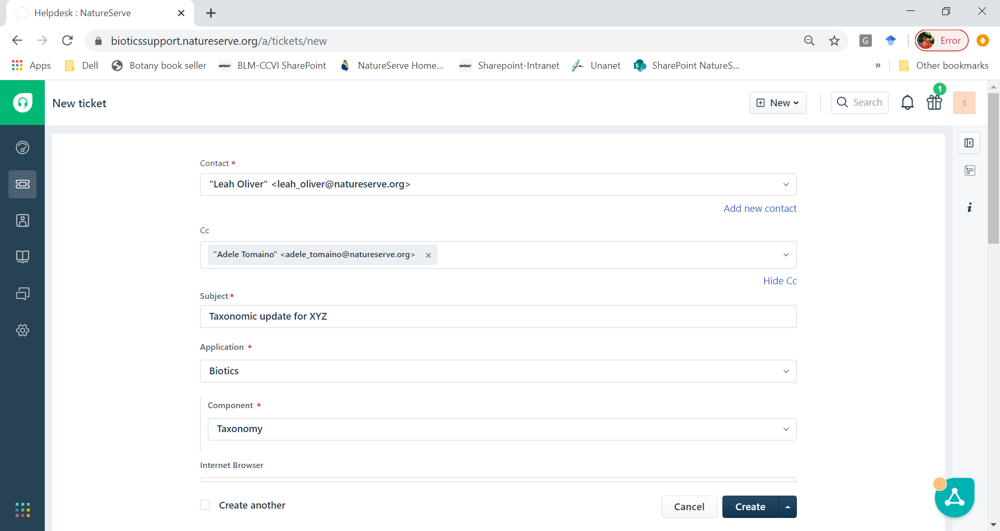 Helpdesk : NatureServe
bioticssupport.natureserve.org/a/tickets/new
G
Error
Apps Dell Botany book seller BLM-CCVI SharePoint NatureServe Home... Sharepoint-Intranet Unanet SharePoint NatureS... » Other bookmarks
New ticket
New
Search
1
S
Contact *
"Leah Oliver" <leah_oliver@natureserve.org>
Add new contact
Cc
"Adele Tomaino" <adele_tomaino@natureserve.org>
Hide Cc
Subject*
Taxonomic update for XYZ
Application *
Biotics
Component *
Taxonomy
Internet Browser
Create another
Cancel
Create